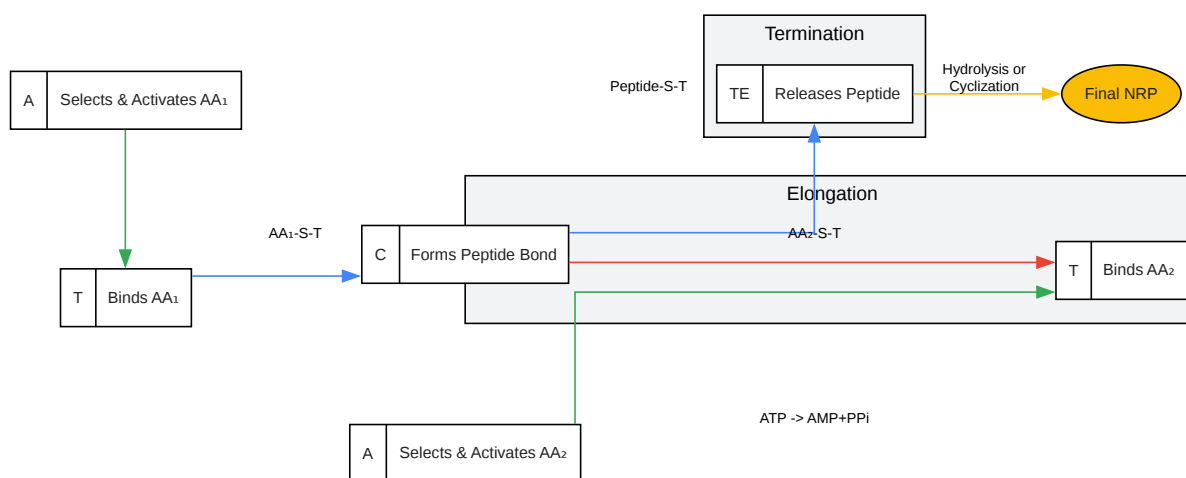 Termination
A
Selects & Activates AA₁
Peptide-S-T
TE
Releases Peptide
Hydrolysis or
Cyclization
Final NRP
Elongation
AA₁-S-T
C
Forms Peptide Bond
AA₂-S-T
T
Binds AA₂
T
Binds AA₁
ATP -> AMP+PPi
A
Selects & Activates AA₂